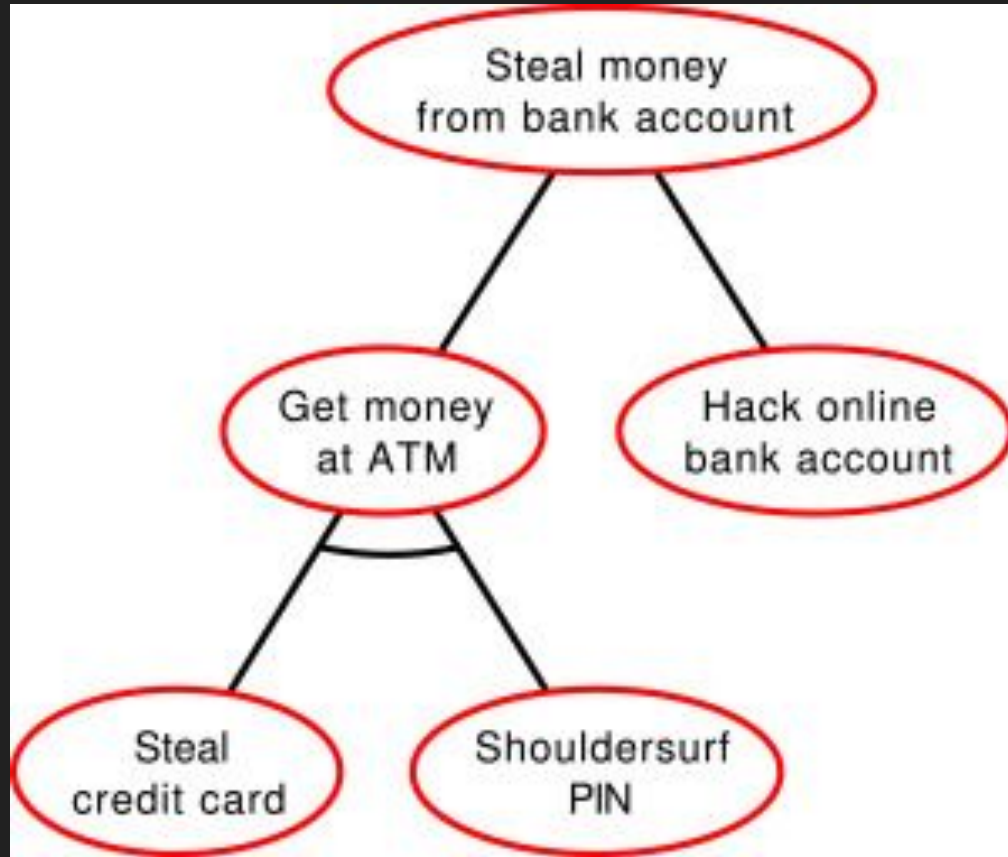 Steal money
from bank account
Get money
at ATM
Hack online
bank account
Steal
credit card
Shouldersurf
PIN